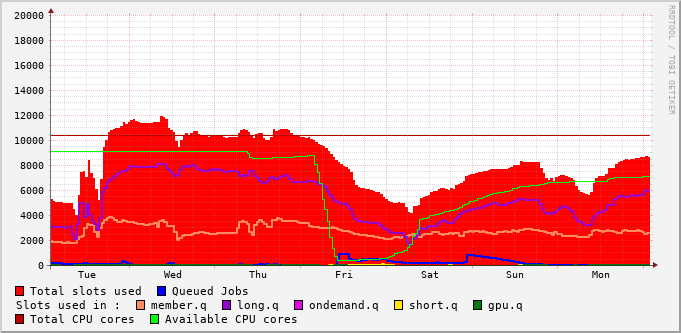 20000
18000
16000
14000
12000
10000
8000
6000
4000
2000
0
Tue Wed Thu Fri Sat Sun Mon
Total slots used Queued Jobs
Slots used in : member.q long.q ondemand.q short.q gpu.q
Total CPU cores Available CPU cores
RRDTOOL / TOBI OETIKER